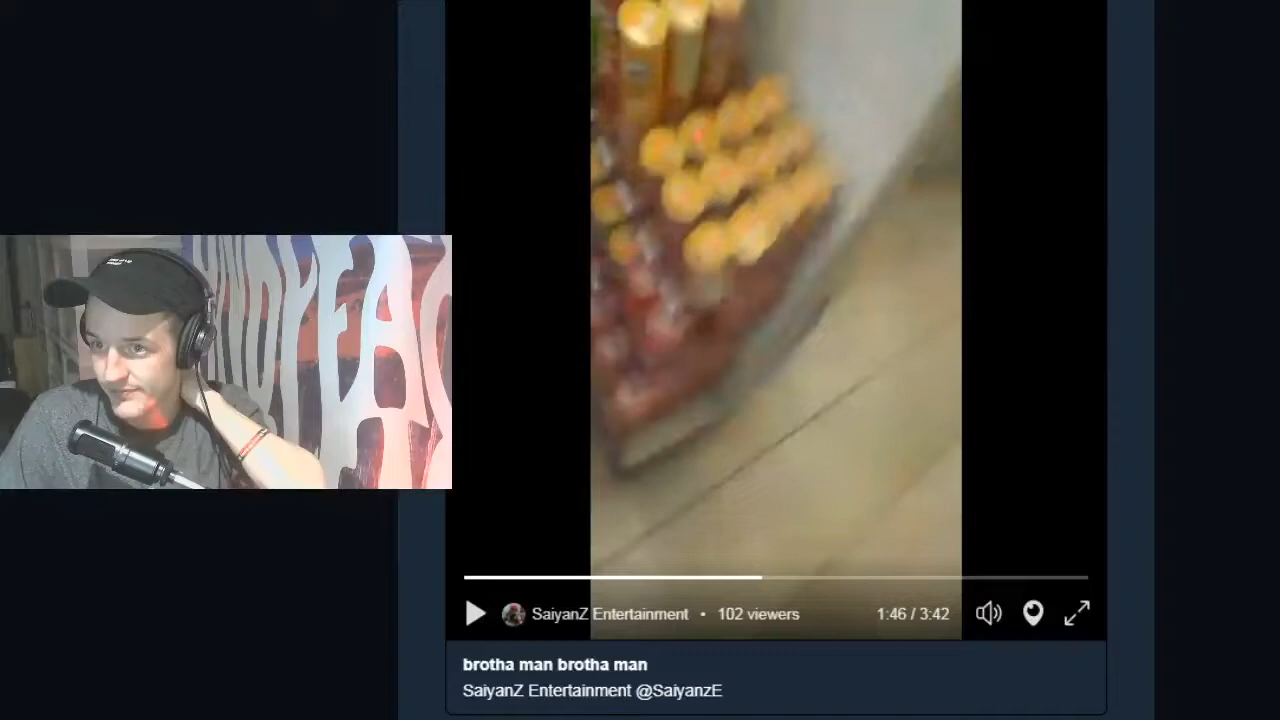 SaiyanZ Entertainment • 102 viewers 1:46 / 3:42
brotha man brotha man
SaiyanZ Entertainment @SaiyanzE